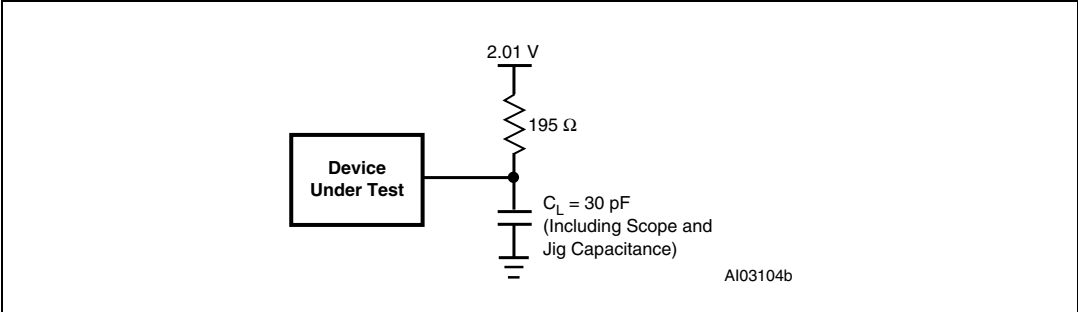 2.01 V
195 Ω
Device
Under Test
C_L = 30 pF
(Including Scope and
Jig Capacitance)
AI03104b